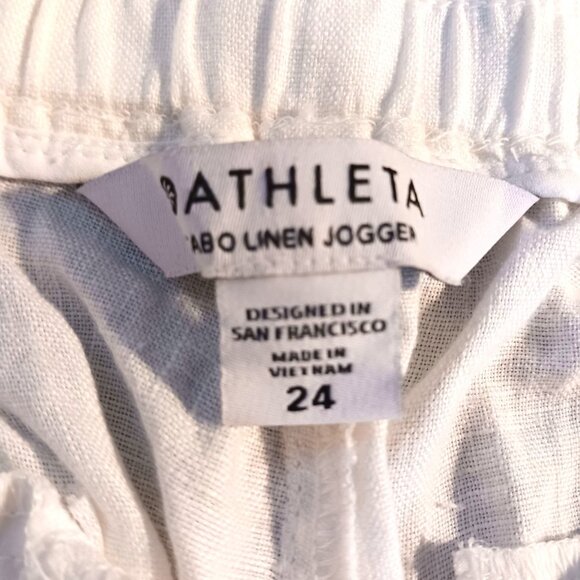 ATHLETA
ABO LINEN JOGGER
DESIGNED IN
SAN FRANCISCO
MADE IN
VIETNAM
24